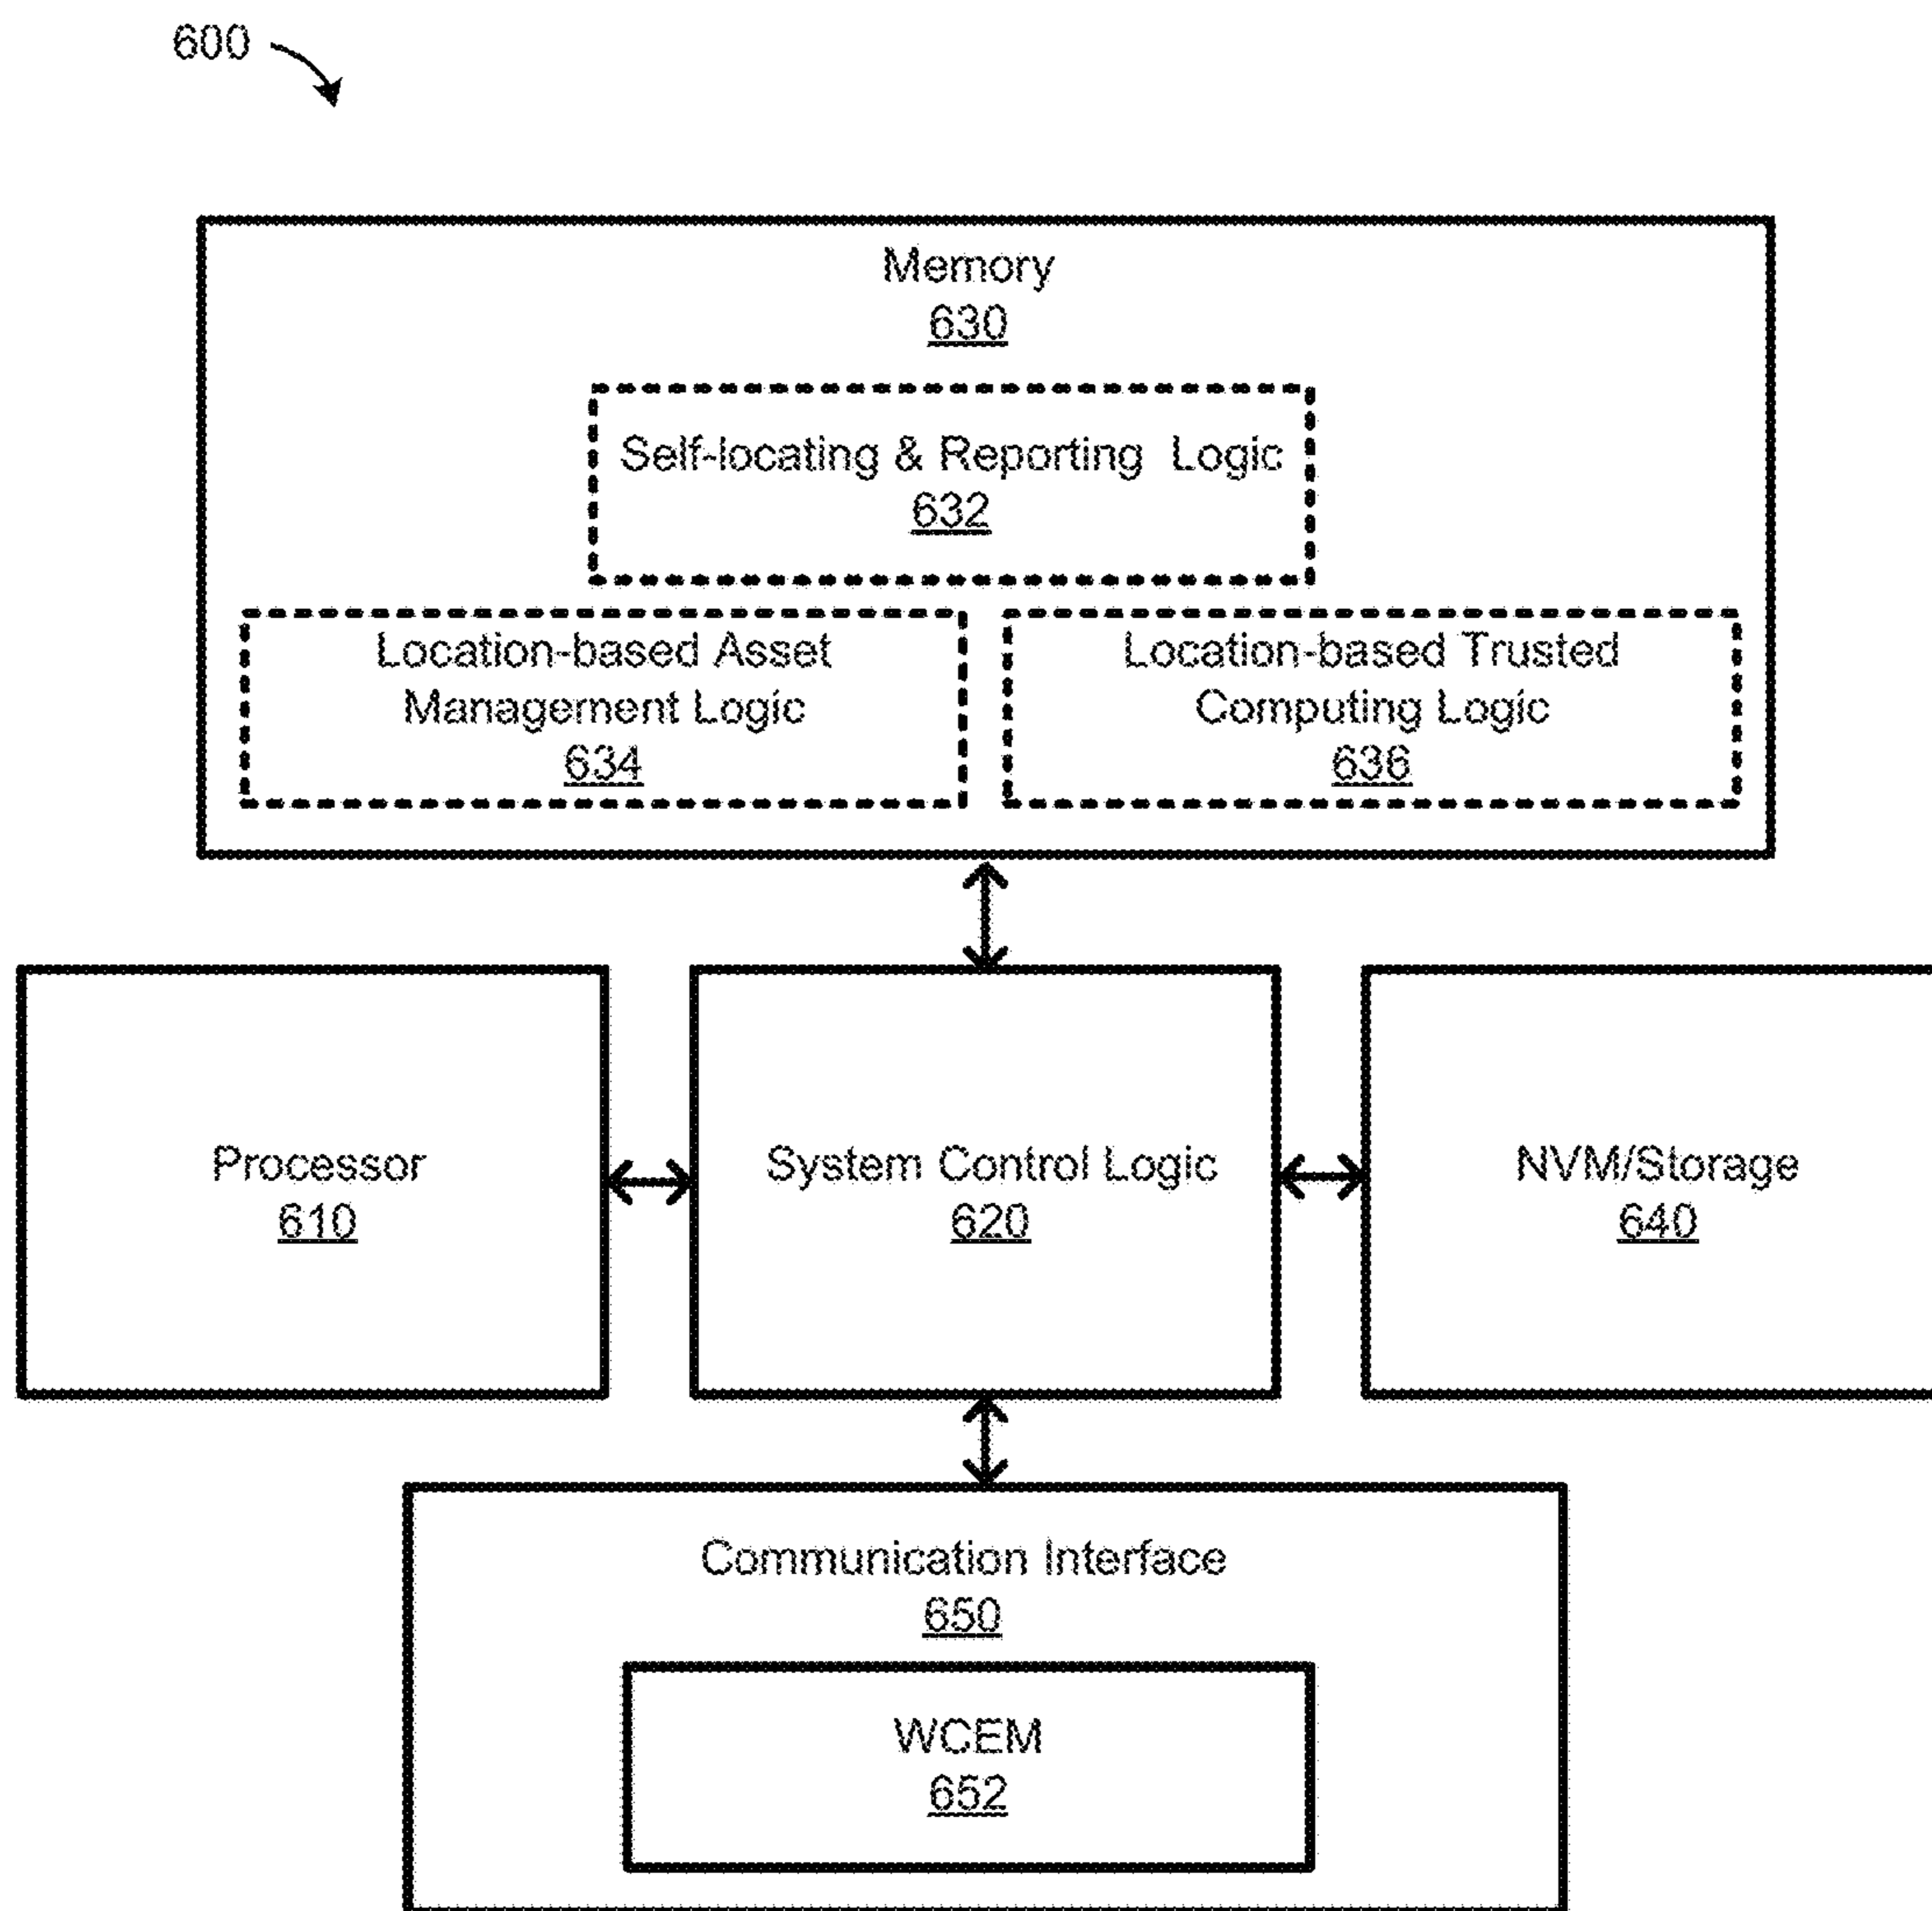 600
Memory
630
Self-locating & Reporting Logic
632
Location-based Asset
Management Logic
634
Location-based Trusted
Computing Logic
636
Processor
610
System Control Logic
620
NVM/Storage
640
Communication Interface
650
WCEM
652